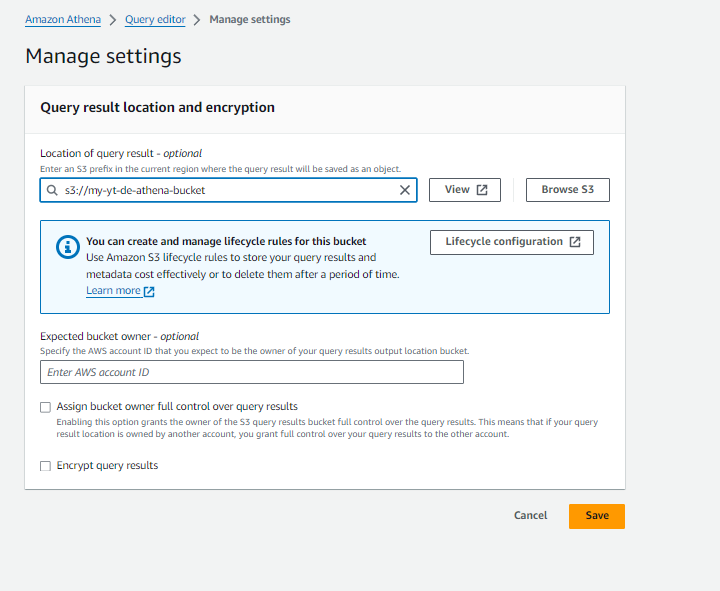 Amazon Athena > Query editor > Manage settings
Manage settings
Query result location and encryption
Location of query result - optional
Enter an S3 prefix in the current region where the query result will be saved as an object.
s3://my-yt-de-athena-bucket
View
Browse S3
You can create and manage lifecycle rules for this bucket
Use Amazon S3 lifecycle rules to store your query results and
metadata cost effectively or to delete them after a period of time.
Learn more
Lifecycle configuration
Expected bucket owner - optional
Specify the AWS account ID that you expect to be the owner of your query results output location bucket.
Enter AWS account ID
Assign bucket owner full control over query results
Enabling this option grants the owner of the S3 query results bucket full control over the query results. This means that if your query
result location is owned by another account, you grant full control over your query results to the other account.
Encrypt query results
Cancel
Save